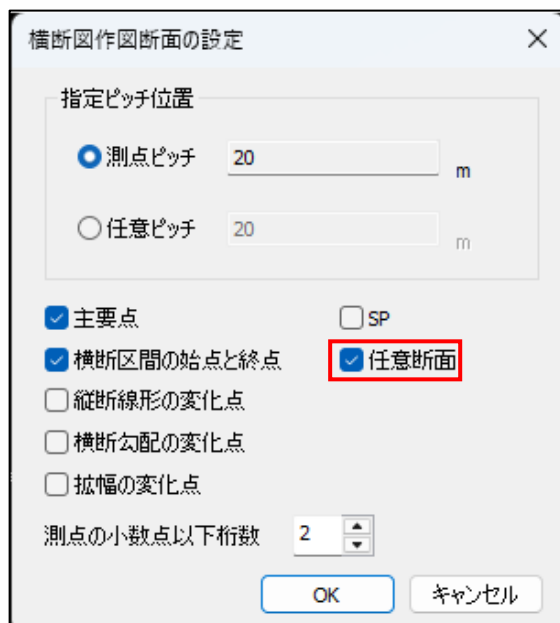 横断図作図断面の設定
指定ピッチ位置
測点ピッチ 20 m
任意ピッチ 20 m
主要点 SP
横断区間の始点と終点 任意断面
縦断線形の変化点
横断勾配の変化点
拡幅の変化点
測点の小数点以下桁数 2
OK キャンセル